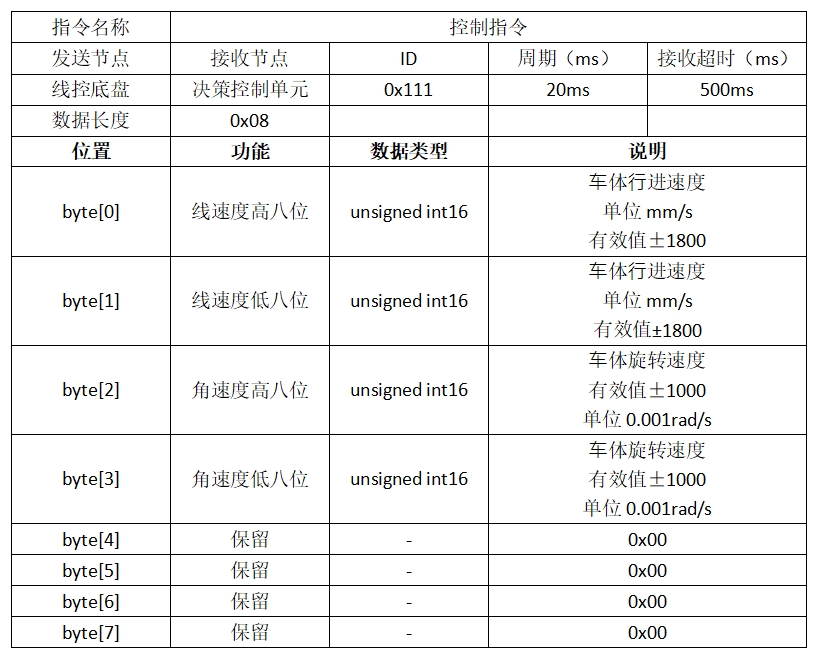 指令名称 控制指令
发送节点 接收节点 ID 周期（ms） 接收超时（ms）
线控底盘 决策控制单元 0x111 20ms 500ms
数据长度 0x08
位置 功能 数据类型 说明
byte[0] 线速度高八位 unsigned int16 车体行进速度
单位 mm/s
有效值±1800
byte[1] 线速度低八位 unsigned int16 车体行进速度
单位 mm/s
有效值±1800
byte[2] 角速度高八位 unsigned int16 车体旋转速度
有效值±1000
单位 0.001rad/s
byte[3] 角速度低八位 unsigned int16 车体旋转速度
有效值±1000
单位 0.001rad/s
byte[4] 保留 - 0x00
byte[5] 保留 - 0x00
byte[6] 保留 - 0x00
byte[7] 保留 - 0x00